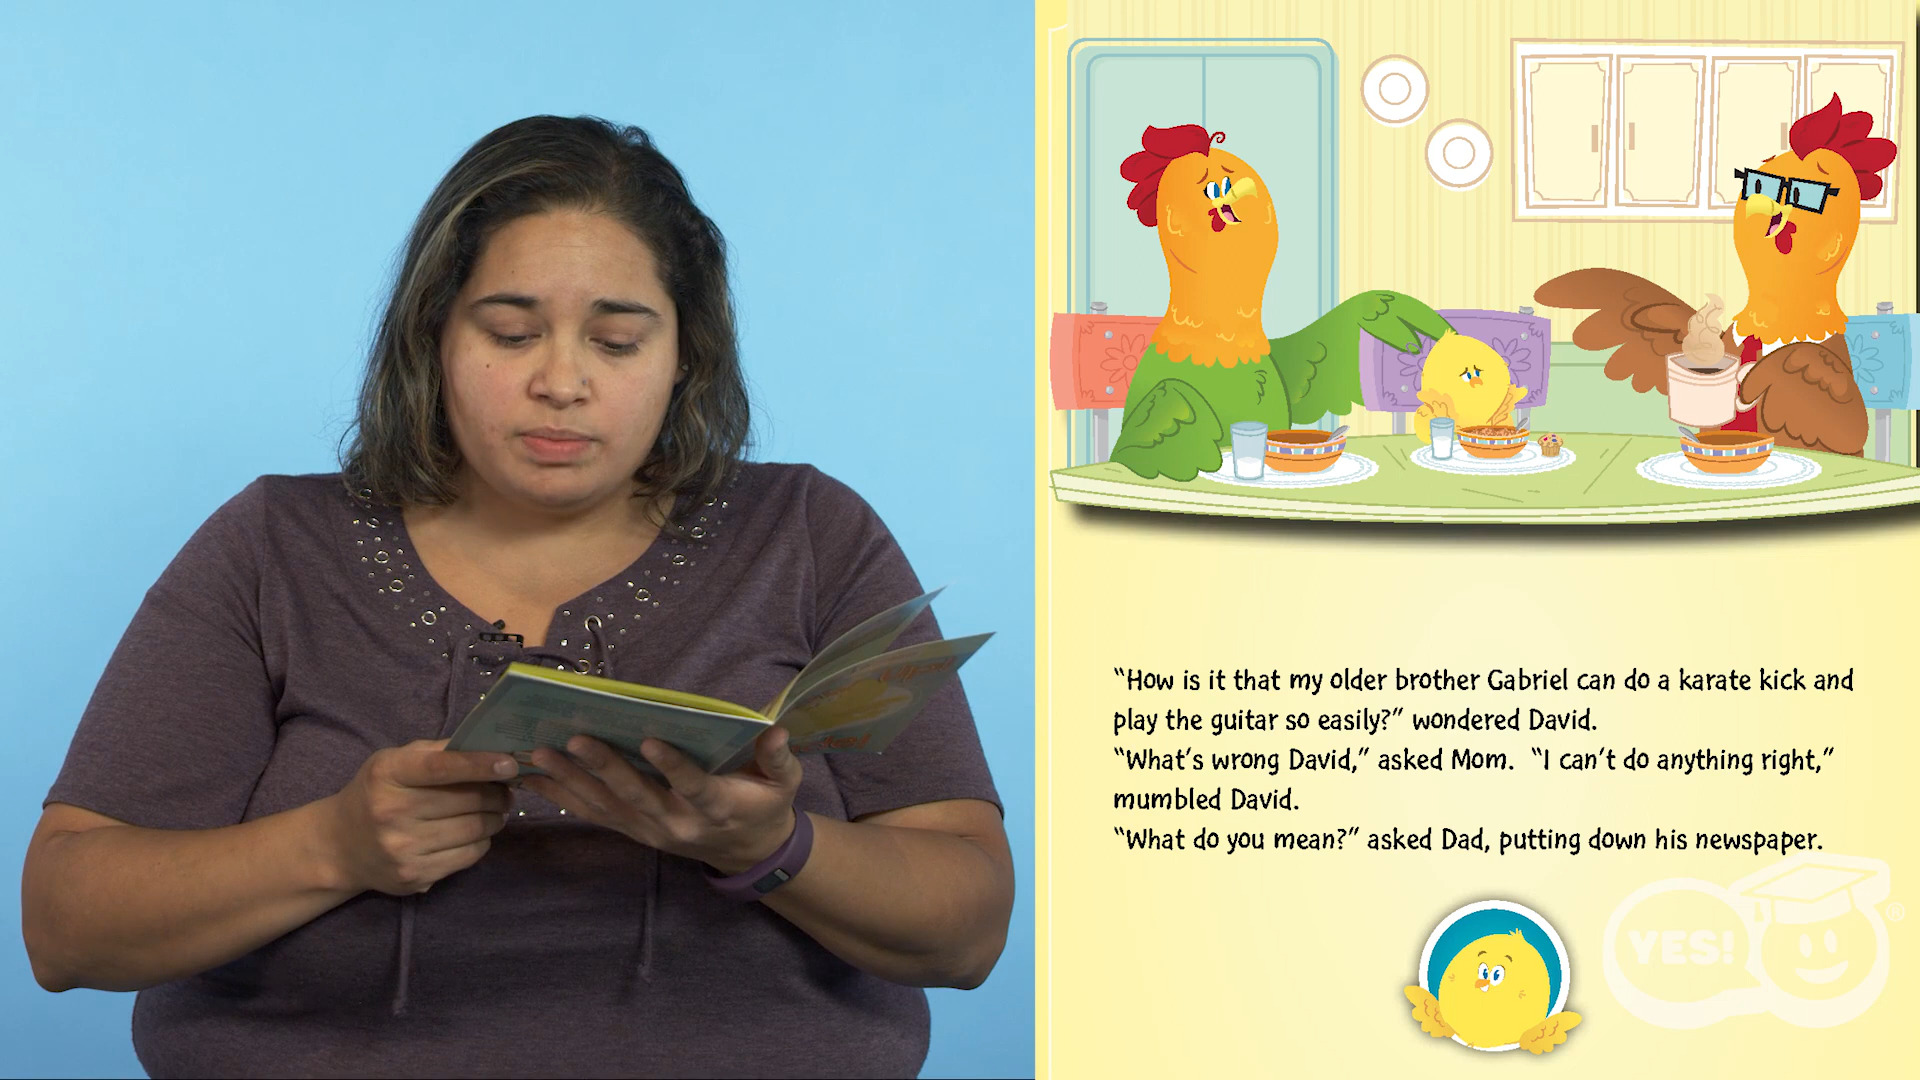 “How is it that my older brother Gabriel can do a karate kick and
play the guitar so easily?” wondered David.
“What’s wrong David,” asked Mom.  “I can’t do anything right,”
mumbled David.
“What do you mean?” asked Dad, putting down his newspaper.
YES!
®